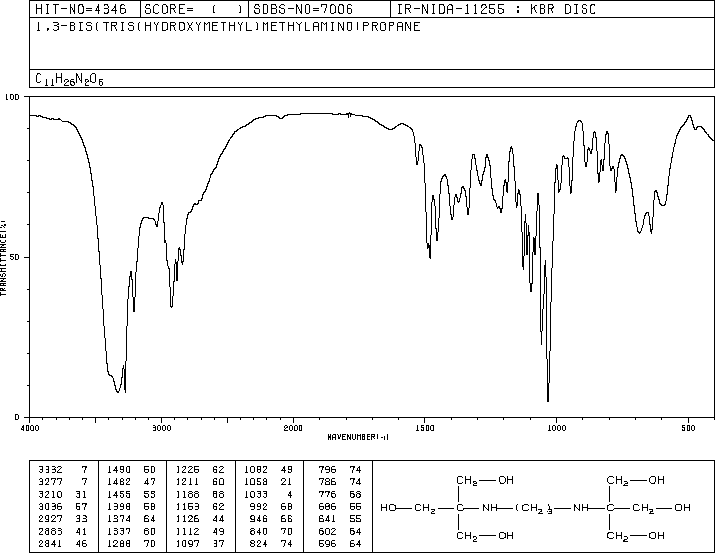 HIT-NO=4346 SCORE= ( ) SDBS-NO=7006 IR-NIDA-11255 : KBR DISC
1,3-BIS(TRIS(HYDROXYMETHYL)METHYLAMINO)PROPANE
C11H26N2O6
100
50
0
TRANSMITTANCE(%)
4000 3000 2000 1500 1000 500
WAVENUMBER(-1)
3332 7 1490 50 1226 62 1082 49 796 74
3277 7 1482 47 1211 60 1058 21 786 74
3210 31 1455 53 1188 68 1033 4 776 68
3036 57 1398 58 1153 62 992 68 686 55
2927 33 1374 64 1126 44 946 66 641 55
2883 41 1337 60 1112 49 840 70 602 64
2841 46 1288 70 1097 37 824 74 596 64
CH2—OH CH2—OH
HO—CH2 NH—(CH2)3—NH CH2—OH
CH2—OH CH2—OH